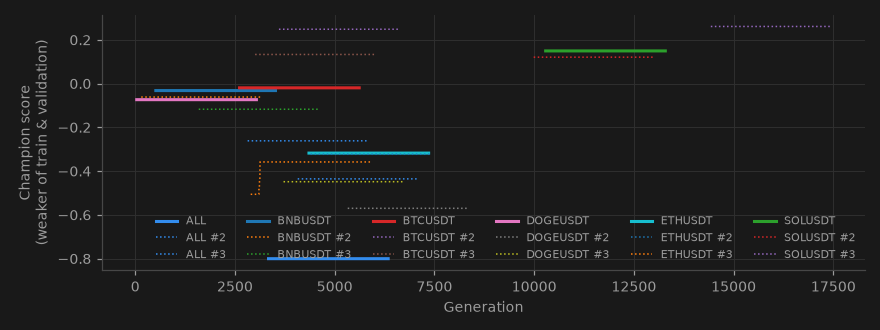 Champion score
(weaker of train & validation)
0.2
0.0
−0.2
−0.4
−0.6
−0.8
ALL BNBUSDT BTCUSDT DOGEUSDT ETHUSDT SOLUSDT
ALL #2 BNBUSDT #2 BTCUSDT #2 DOGEUSDT #2 ETHUSDT #2 SOLUSDT #2
ALL #3 BNBUSDT #3 BTCUSDT #3 DOGEUSDT #3 ETHUSDT #3 SOLUSDT #3
0 2500 5000 7500 10000 12500 15000 17500
Generation